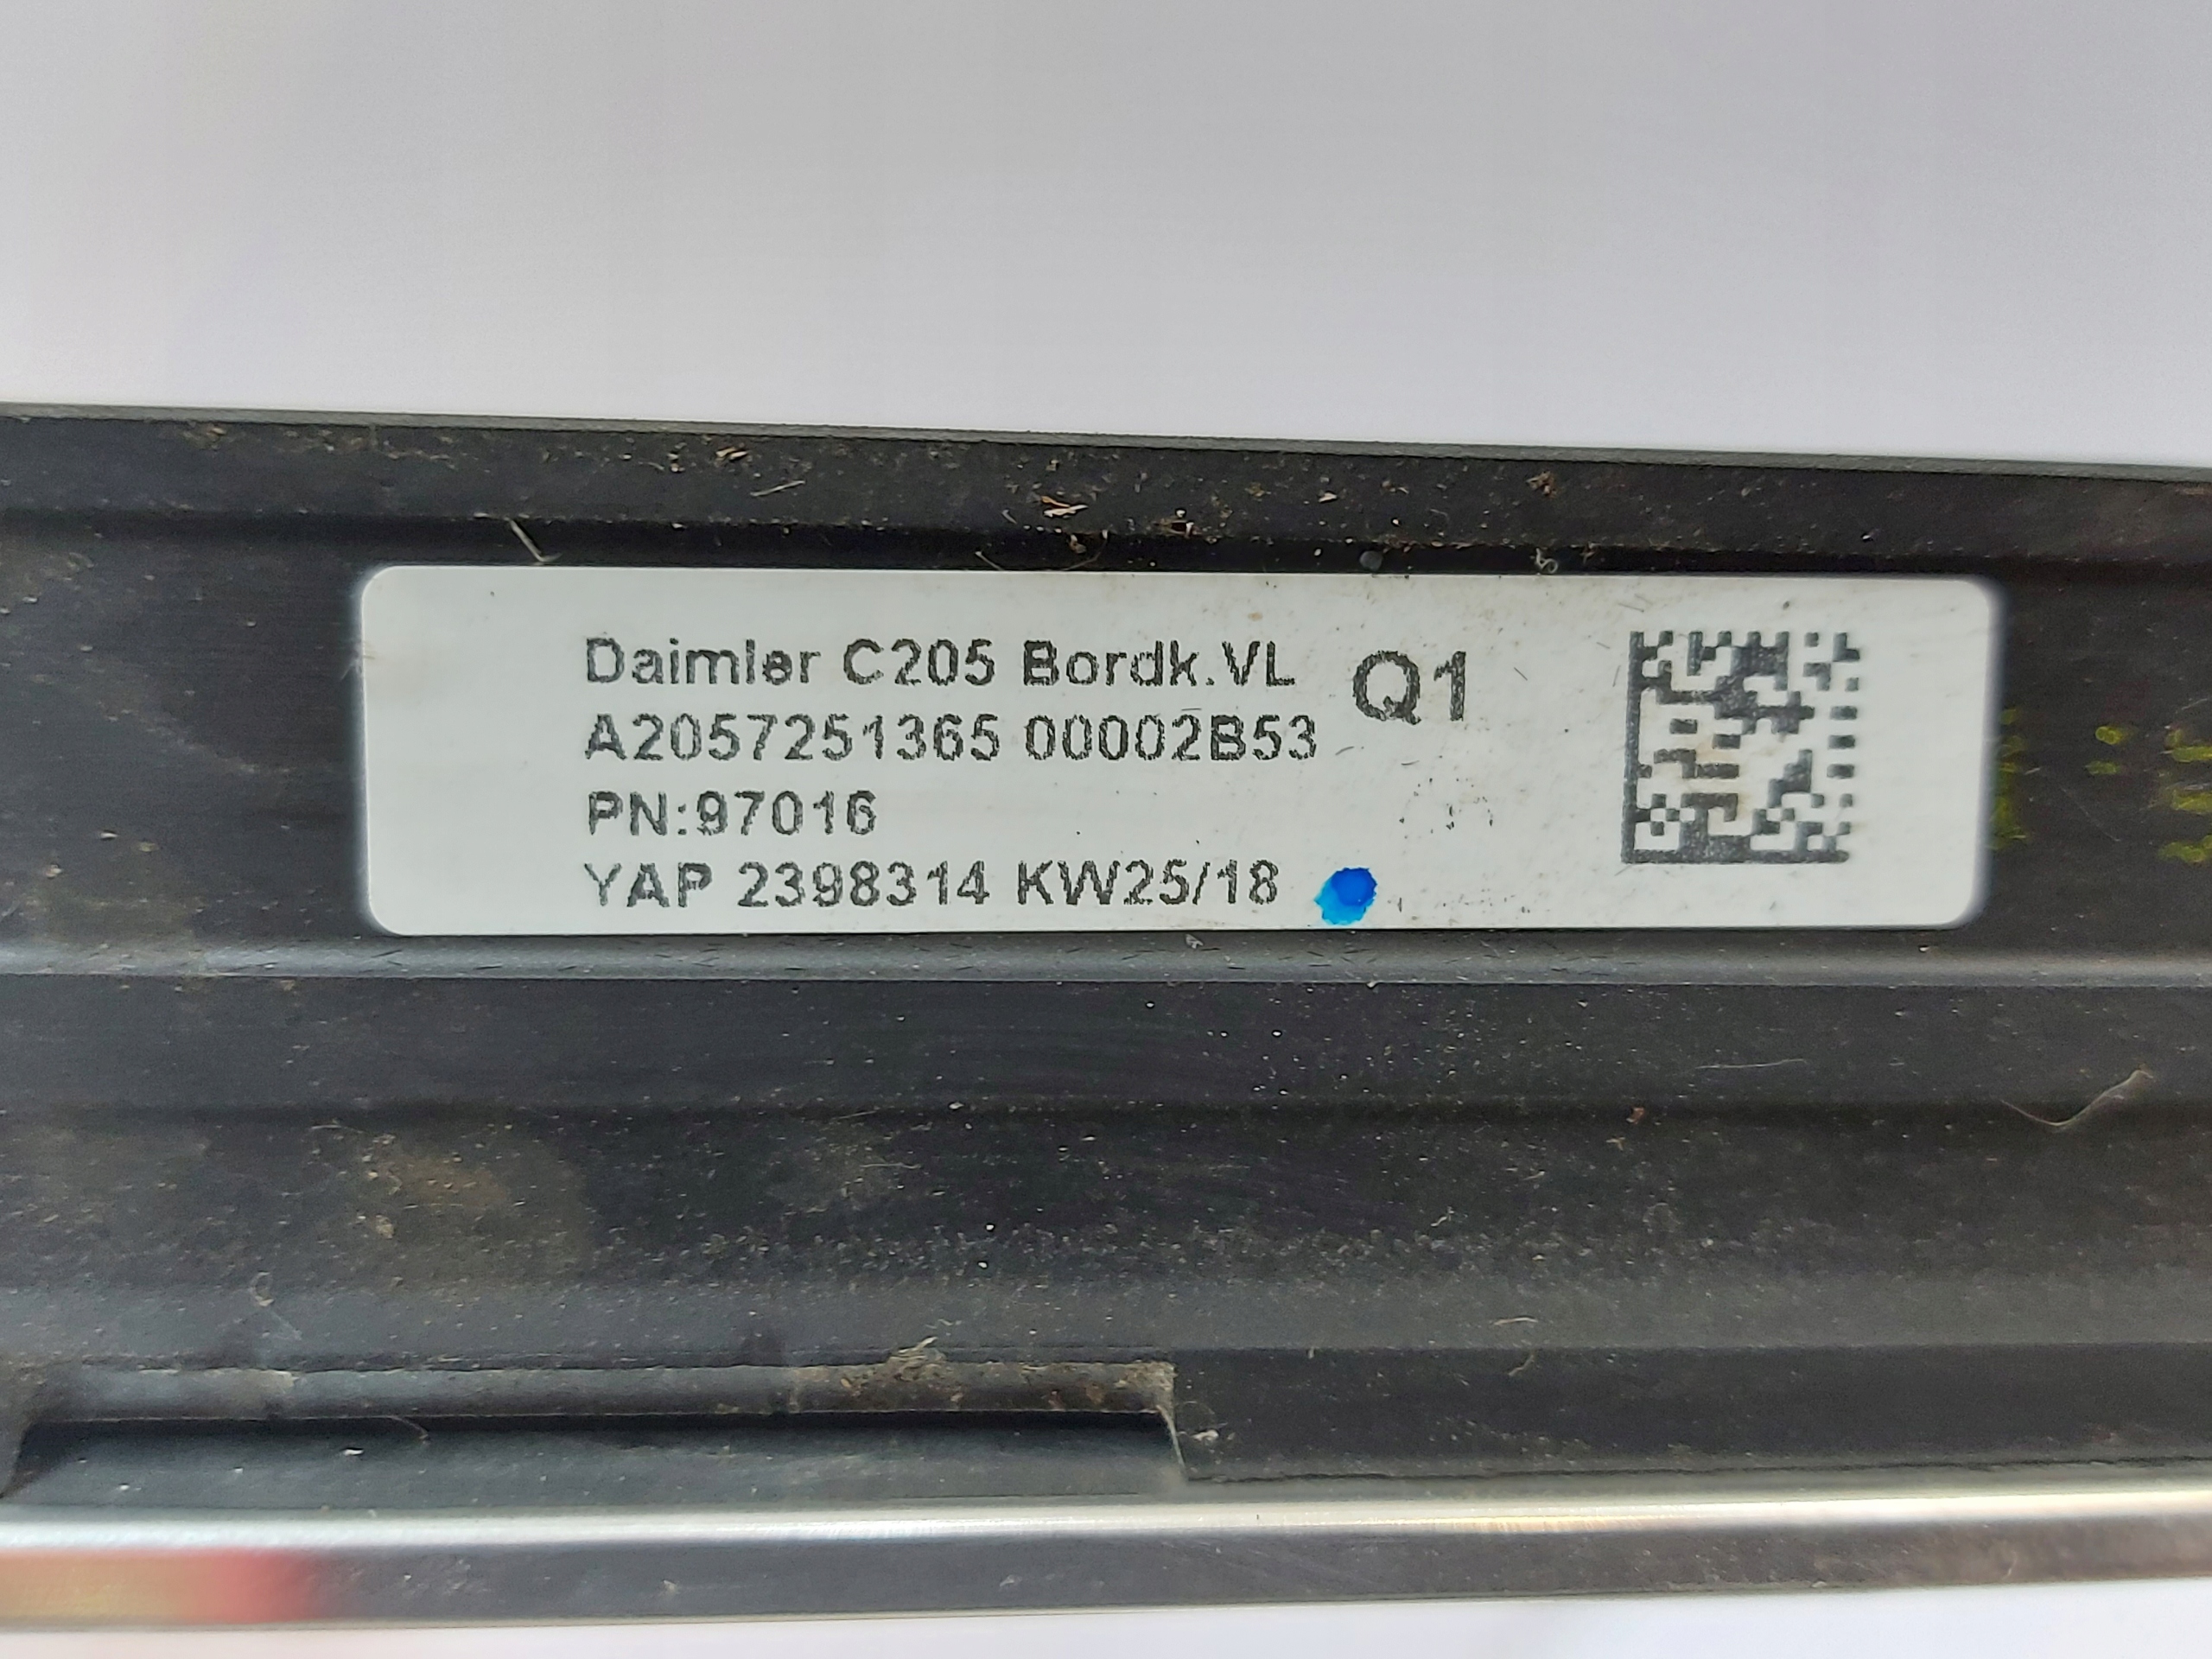 Daimler C205 Bordk.VL Q1
A2057251365 00002B53
PN:97016
YAP 2398314 KW25/18